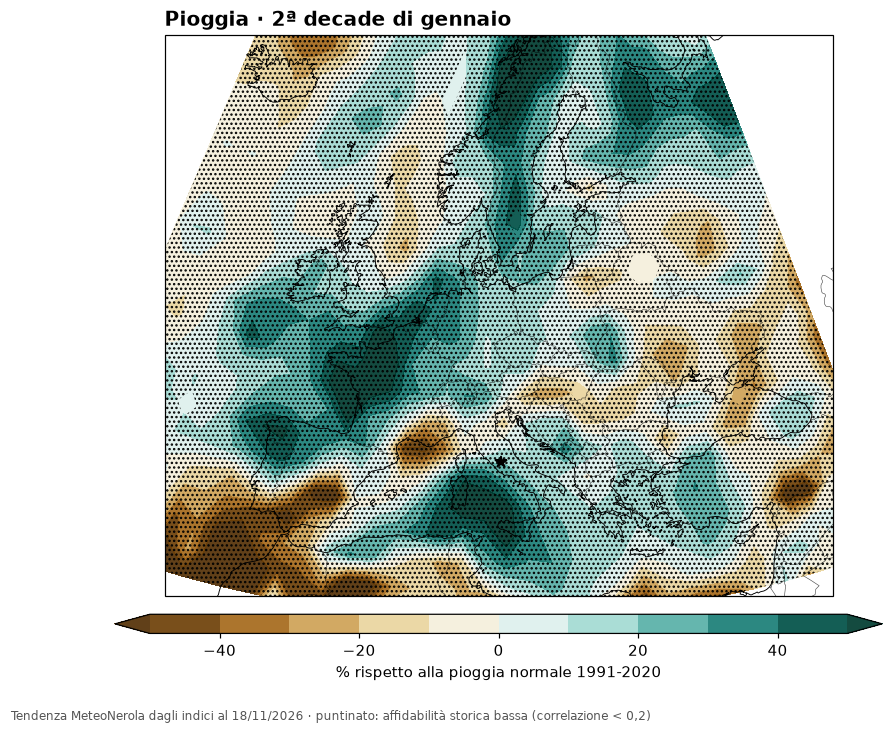 Pioggia · 2ª decade di gennaio
−40 −20 0 20 40
% rispetto alla pioggia normale 1991-2020
Tendenza MeteoNerola dagli indici al 18/11/2026 · puntinato: affidabilità storica bassa (correlazione < 0,2)